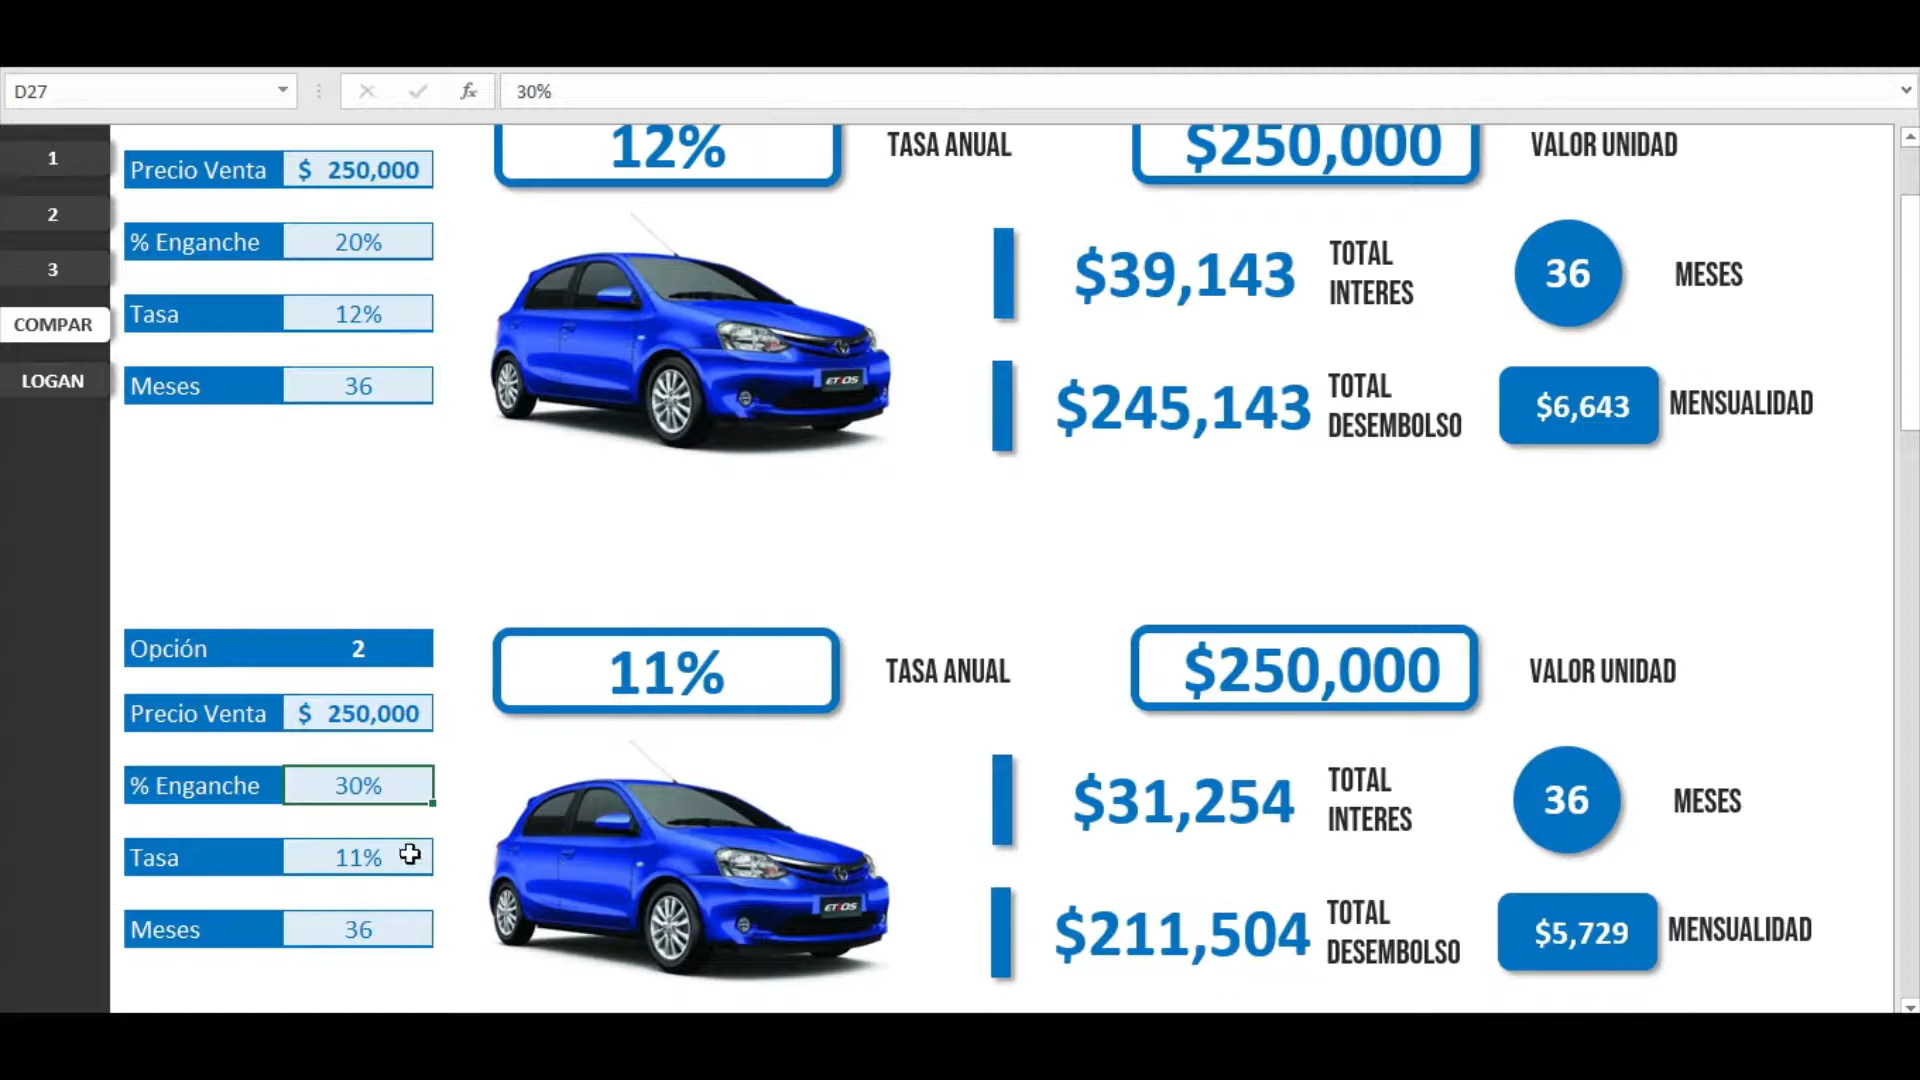 D27
fx
30%
1
2
3
COMPAR
LOGAN
Precio Venta $ 250,000
% Enganche 20%
Tasa 12%
Meses 36
12%
TASA ANUAL
$250,000
VALOR UNIDAD
ETIOS
$39,143
TOTAL
INTERES
36
MESES
$245,143
TOTAL
DESEMBOLSO
$6,643
MENSUALIDAD
Opción 2
Precio Venta $ 250,000
% Enganche 30%
Tasa 11%
Meses 36
11%
TASA ANUAL
$250,000
VALOR UNIDAD
ETIOS
$31,254
TOTAL
INTERES
36
MESES
$211,504
TOTAL
DESEMBOLSO
$5,729
MENSUALIDAD